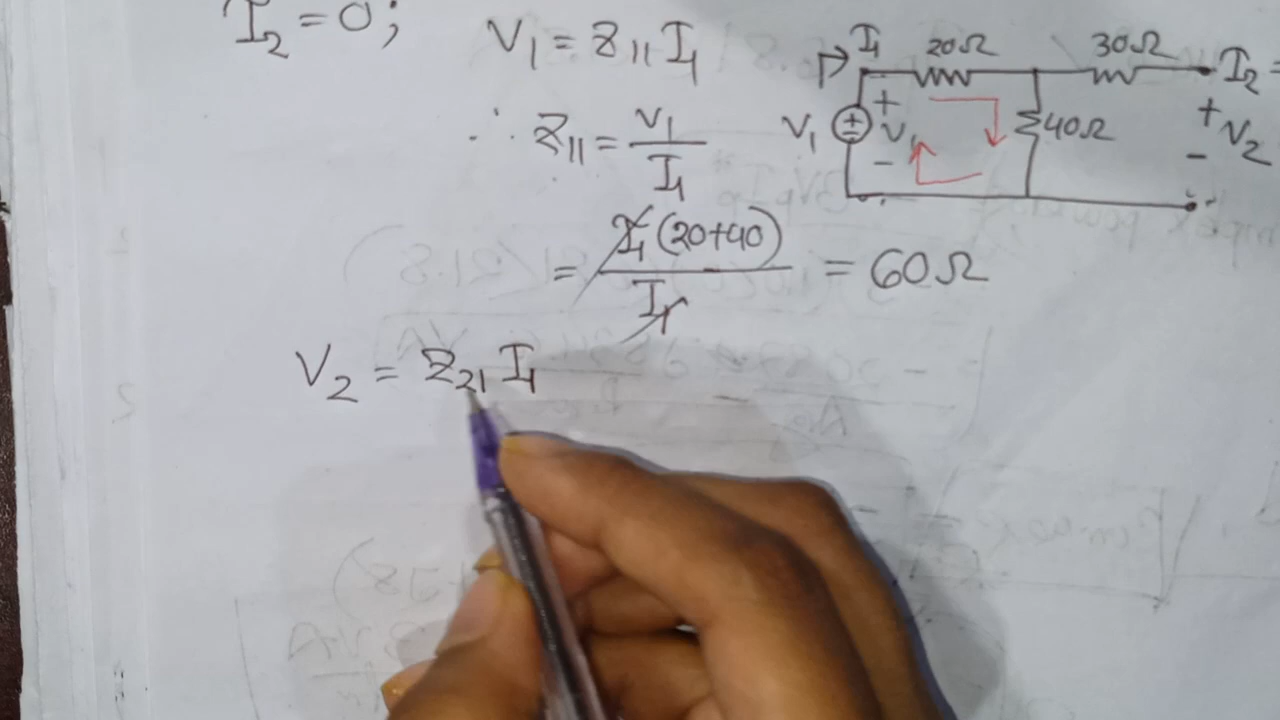 I₂ = 0;
V₁ = Z₁₁ I₁
∴ Z₁₁ = V₁ / I₁
= I₁ (20+40) / I₁ = 60Ω
V₂ = Z₂₁ I₁
I₁ 20Ω 30Ω I₂ =
V₁ + V₁ - 40Ω + V₂ -